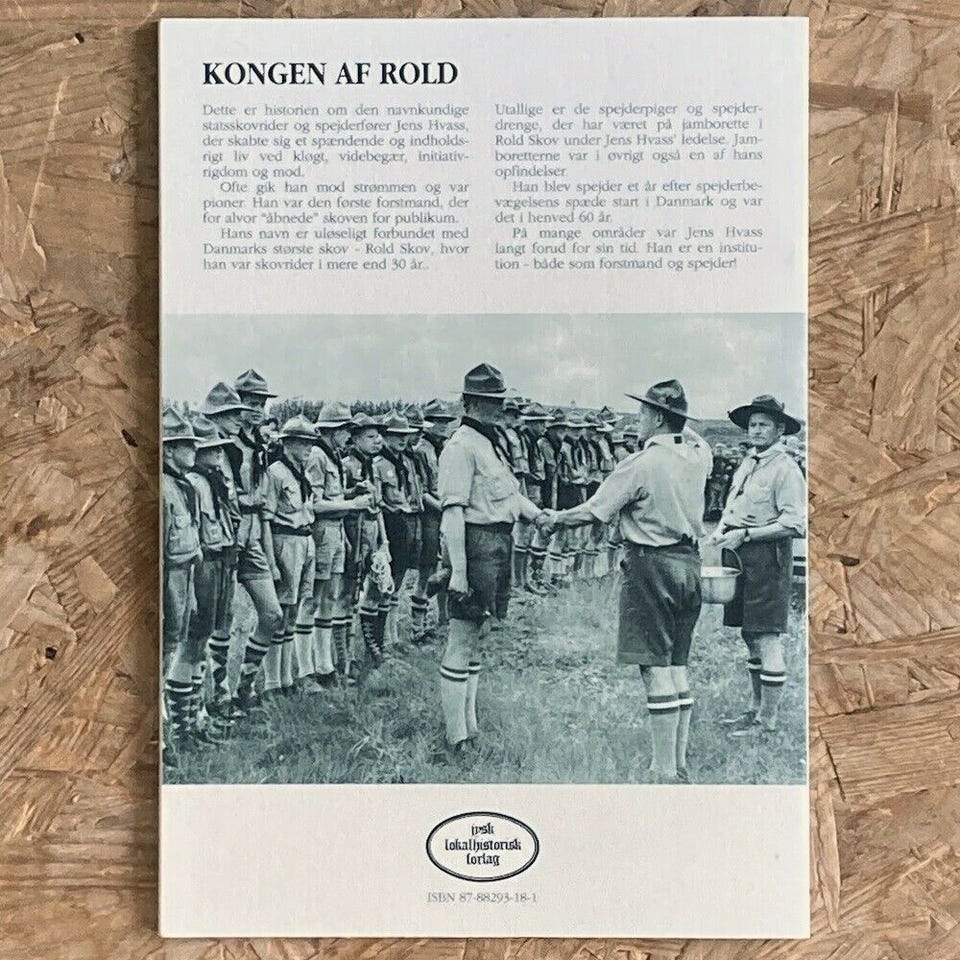 KONGEN AF ROLD
Dette er historien om den navnkundige
statsskovrider og spejderfører Jens Hvass,
der skabte sig et spændende og indholds-
rigt liv ved kløgt, videbegær, initiativ-
rigdom og mod.
Ofte gik han mod strømmen og var
pioner. Han var den første forstmand, der
for alvor "åbnede" skoven for publikum.
Hans navn er uløseligt forbundet med
Danmarks største skov - Rold Skov, hvor
han var skovrider i mere end 30 år..
Utallige er de spejderpiger og spejder-
drenge, der har været på jamborette i
Rold Skov under Jens Hvass' ledelse. Jam-
boretterne var i øvrigt også en af hans
opfindelser.
Han blev spejder et år efter spejderbe-
vægelsens spæde start i Danmark og var
det i henved 60 år.
På mange områder var Jens Hvass
langt forud for sin tid. Han er en institu-
tion - både som forstmand og spejder!
jysk
lokalhistorisk
forlag
ISBN 87-88293-18-1